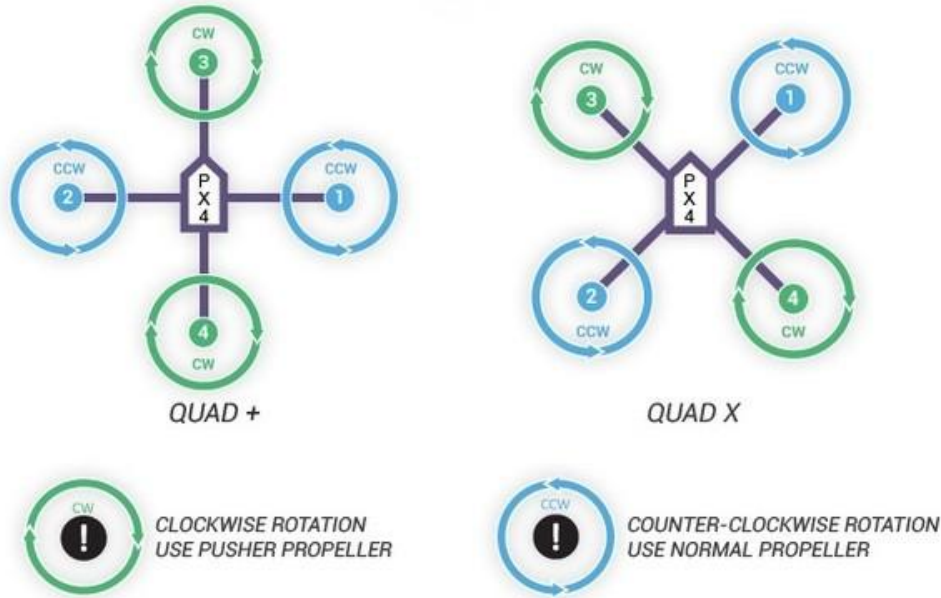 CW
3
CCW
2
P
X
4
CCW
1
4
CW
QUAD +
CW
3
CCW
1
P
X
4
2
CCW
4
CW
QUAD X
CW
!
CLOCKWISE ROTATION
USE PUSHER PROPELLER
CCW
!
COUNTER-CLOCKWISE ROTATION
USE NORMAL PROPELLER